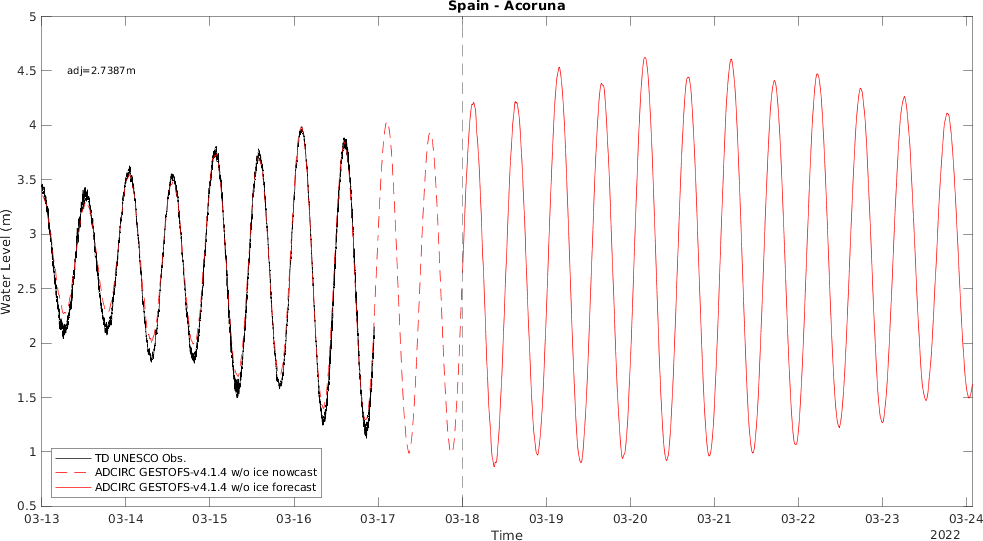 Spain - Acoruna
adj=2.7387m
Water Level (m)
5
4.5
4
3.5
3
2.5
2
1.5
1
0.5
TD UNESCO Obs.
ADCIRC GESTOFS-v4.1.4 w/o ice nowcast
ADCIRC GESTOFS-v4.1.4 w/o ice forecast
03-13 03-14 03-15 03-16 03-17 03-18 03-19 03-20 03-21 03-22 03-23 03-24
Time
2022